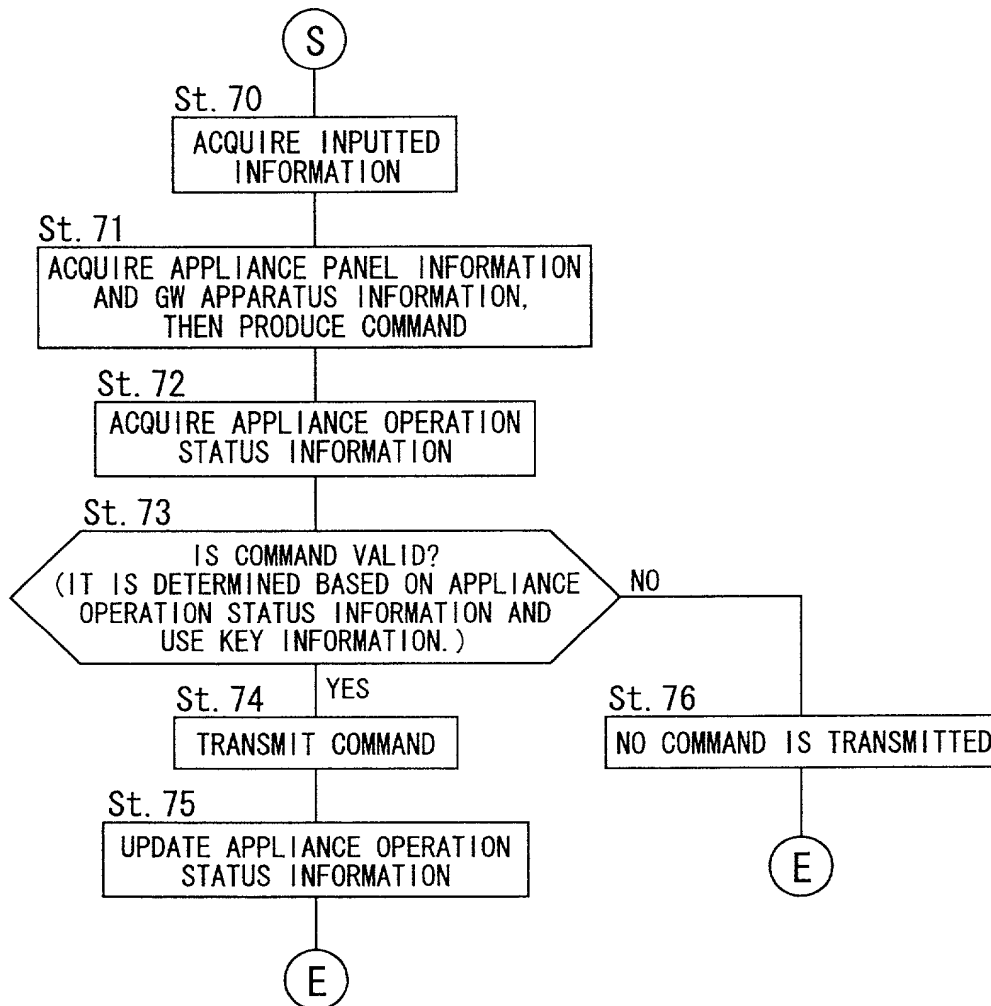 S
St. 70
ACQUIRE INPUTTED
INFORMATION
St. 71
ACQUIRE APPLIANCE PANEL INFORMATION
AND GW APPARATUS INFORMATION,
THEN PRODUCE COMMAND
St. 72
ACQUIRE APPLIANCE OPERATION
STATUS INFORMATION
St. 73
IS COMMAND VALID?
(IT IS DETERMINED BASED ON APPLIANCE
OPERATION STATUS INFORMATION AND
USE KEY INFORMATION.)
NO
YES
St. 74
TRANSMIT COMMAND
St. 76
NO COMMAND IS TRANSMITTED
St. 75
UPDATE APPLIANCE OPERATION
STATUS INFORMATION
E
E